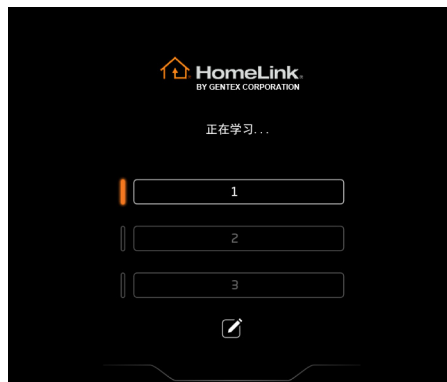 HomeLink
BY GENTEX CORPORATION
正在学习...
1
2
3